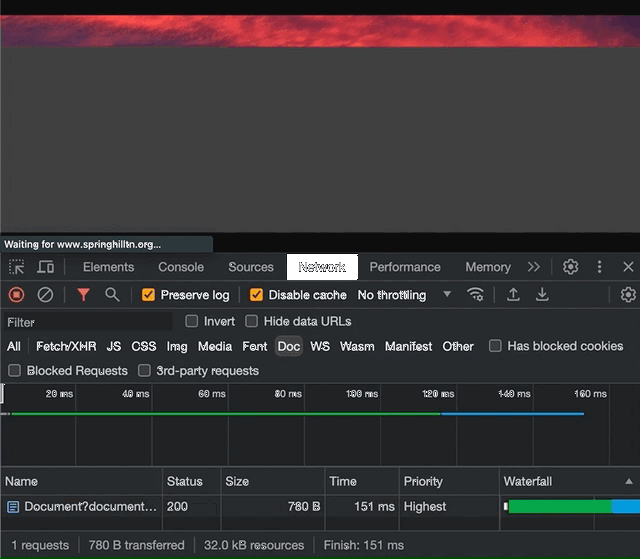 Waiting for www.springhilltn.org...
Elements Console Sources Network Performance Memory
Preserve log Disable cache No throttling
Filter Invert Hide data URLs
All Fetch/XHR JS CSS Img Media Font Doc WS Wasm Manifest Other Has blocked cookies
Blocked Requests 3rd-party requests
20 ms 40 ms 60 ms 80 ms 100 ms 120 ms 140 ms 160 ms
Name Status Size Time Priority Waterfall
Document?document... 200 780 B 151 ms Highest
1 requests 780 B transferred 32.0 kB resources Finish: 151 ms